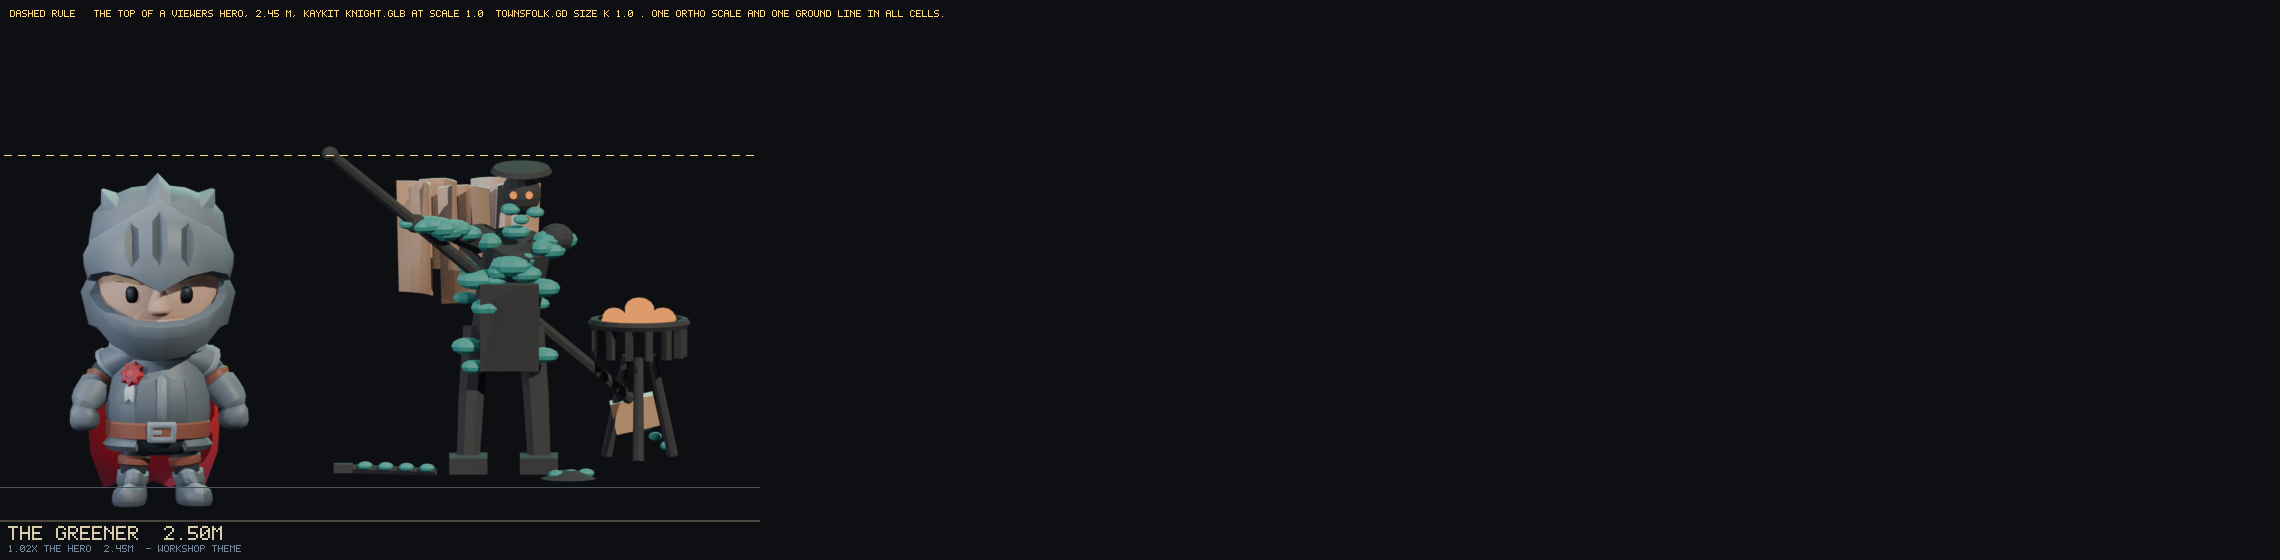 DASHED RULE   THE TOP OF A VIEWERS HERO, 2.45 M, KAYKIT KNIGHT.GLB AT SCALE 1.0  TOWNSFOLK.GD SIZE K 1.0 . ONE ORTHO SCALE AND ONE GROUND LINE IN ALL CELLS.
THE GREENER  2.50M
1.02X THE HERO  2.45M  - WORKSHOP THEME